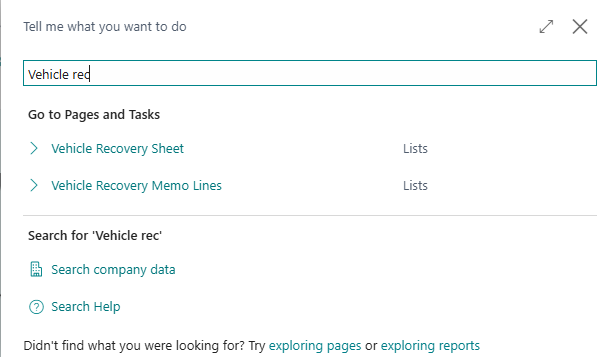 Tell me what you want to do
Vehicle rec
Go to Pages and Tasks
Vehicle Recovery Sheet Lists
Vehicle Recovery Memo Lines Lists
Search for 'Vehicle rec'
Search company data
Search Help
Didn't find what you were looking for? Try exploring pages or exploring reports